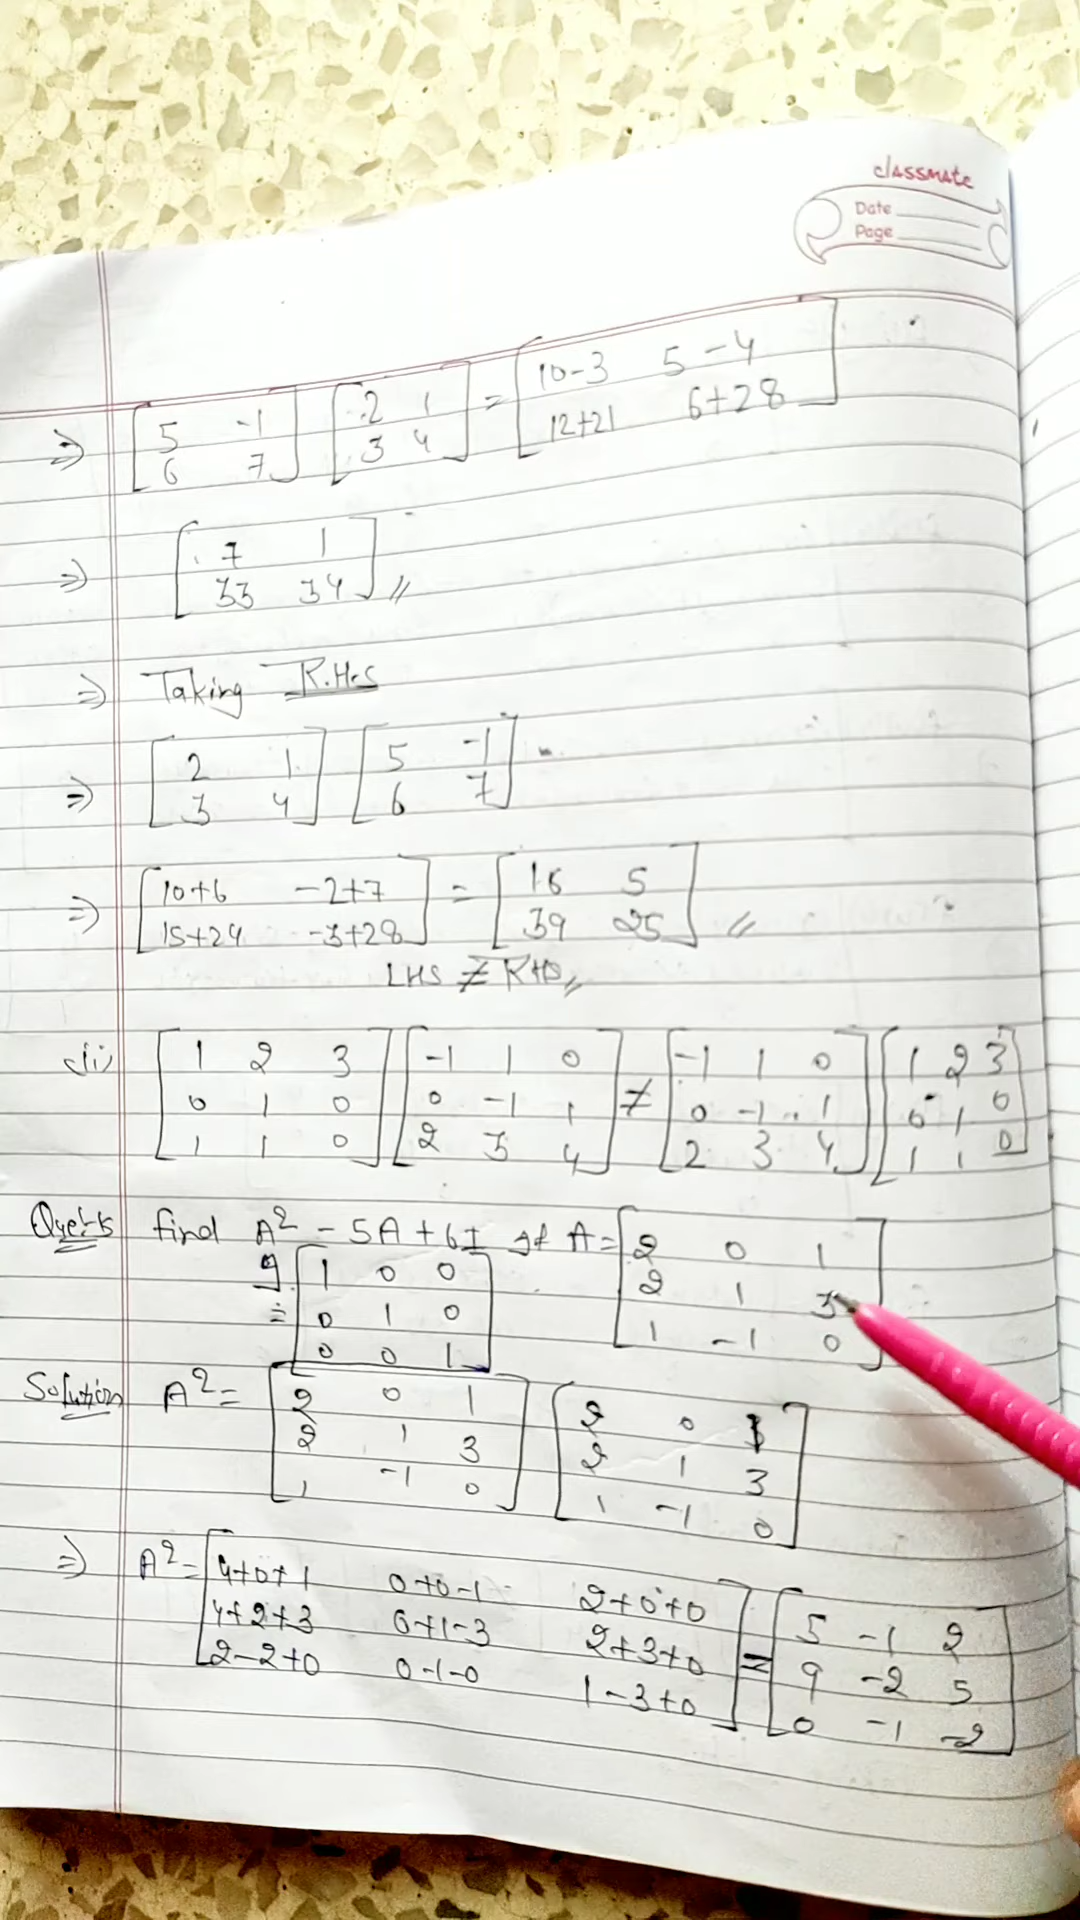 classmate
Date
Page
⇒ [5 -1 [2 1 = [10-3 5-4
6 7] 3 4] 12+21 6+28]
⇒ [7 1
33 34] //
⇒ Taking R.H.S
⇒ [2 1 [5 -1
3 4] 6 7]
⇒ [10+6 -2+7 = [16 5
15+24 -3+28] 39 25] //
LHS ≠ RHS //
(ii) [1 2 3 [-1 1 0 ≠ [-1 1 0 [1 2 3
0 1 0 0 -1 1 0 -1 1 0 1 0
1 1 0] 2 3 4] 2 3 4] 1 1 0]
find A² - 5A + 6I If A = [2 0 1
2 1 3
1 -1 0]
I = [1 0 0
0 1 0
0 0 1]
Solution A² = [2 0 1 [2 0 1
2 1 3 2 1 3
1 -1 0] 1 -1 0]
⇒ A² = [4+0+1 0+0-1 2+0+0 = [5 -1 2
4+2+3 0+1-3 2+3+0 9 -2 5
2-2+0 0-1-0 1-3+0] 0 -1 -2]